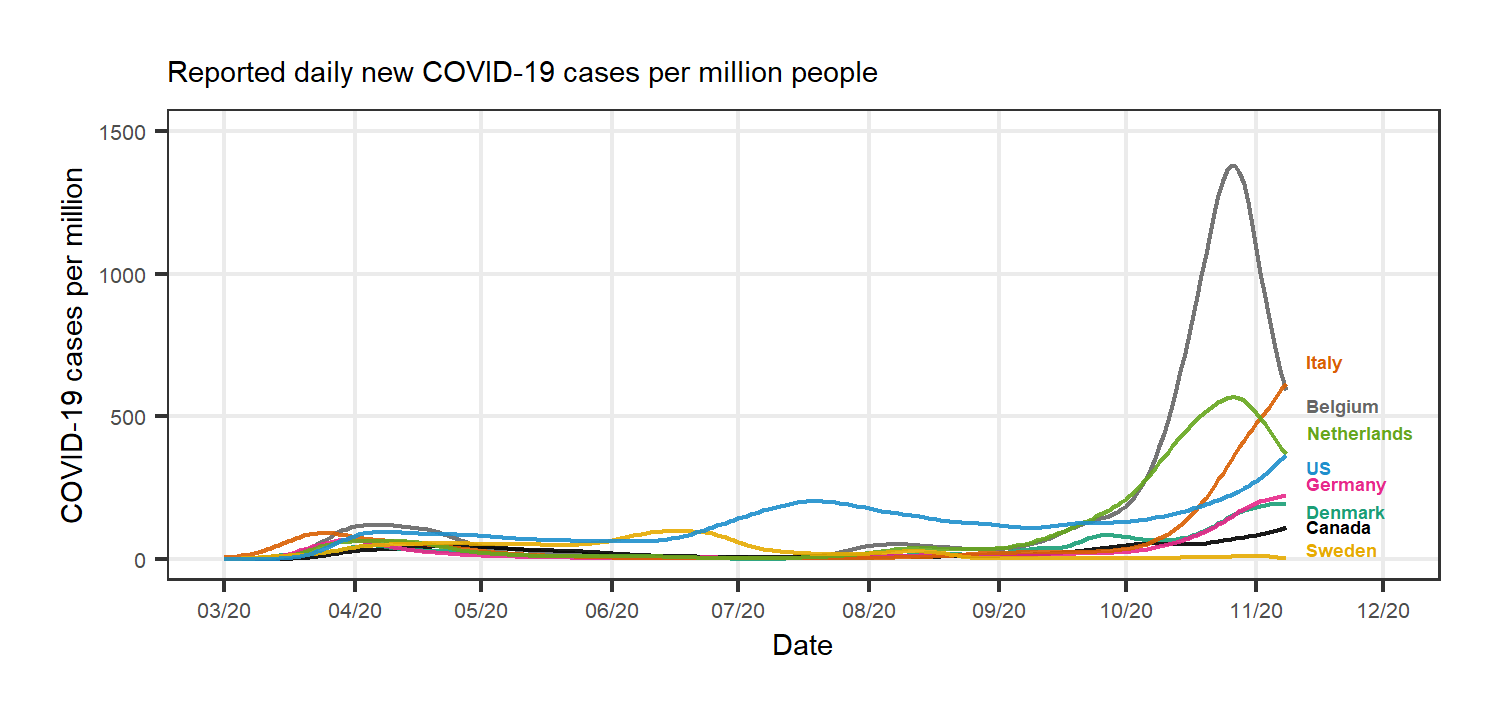 Reported daily new COVID-19 cases per million people
COVID-19 cases per million
1500
1000
500
0
Italy
Belgium
Netherlands
US
Germany
Denmark
Canada
Sweden
03/20 04/20 05/20 06/20 07/20 08/20 09/20 10/20 11/20 12/20
Date